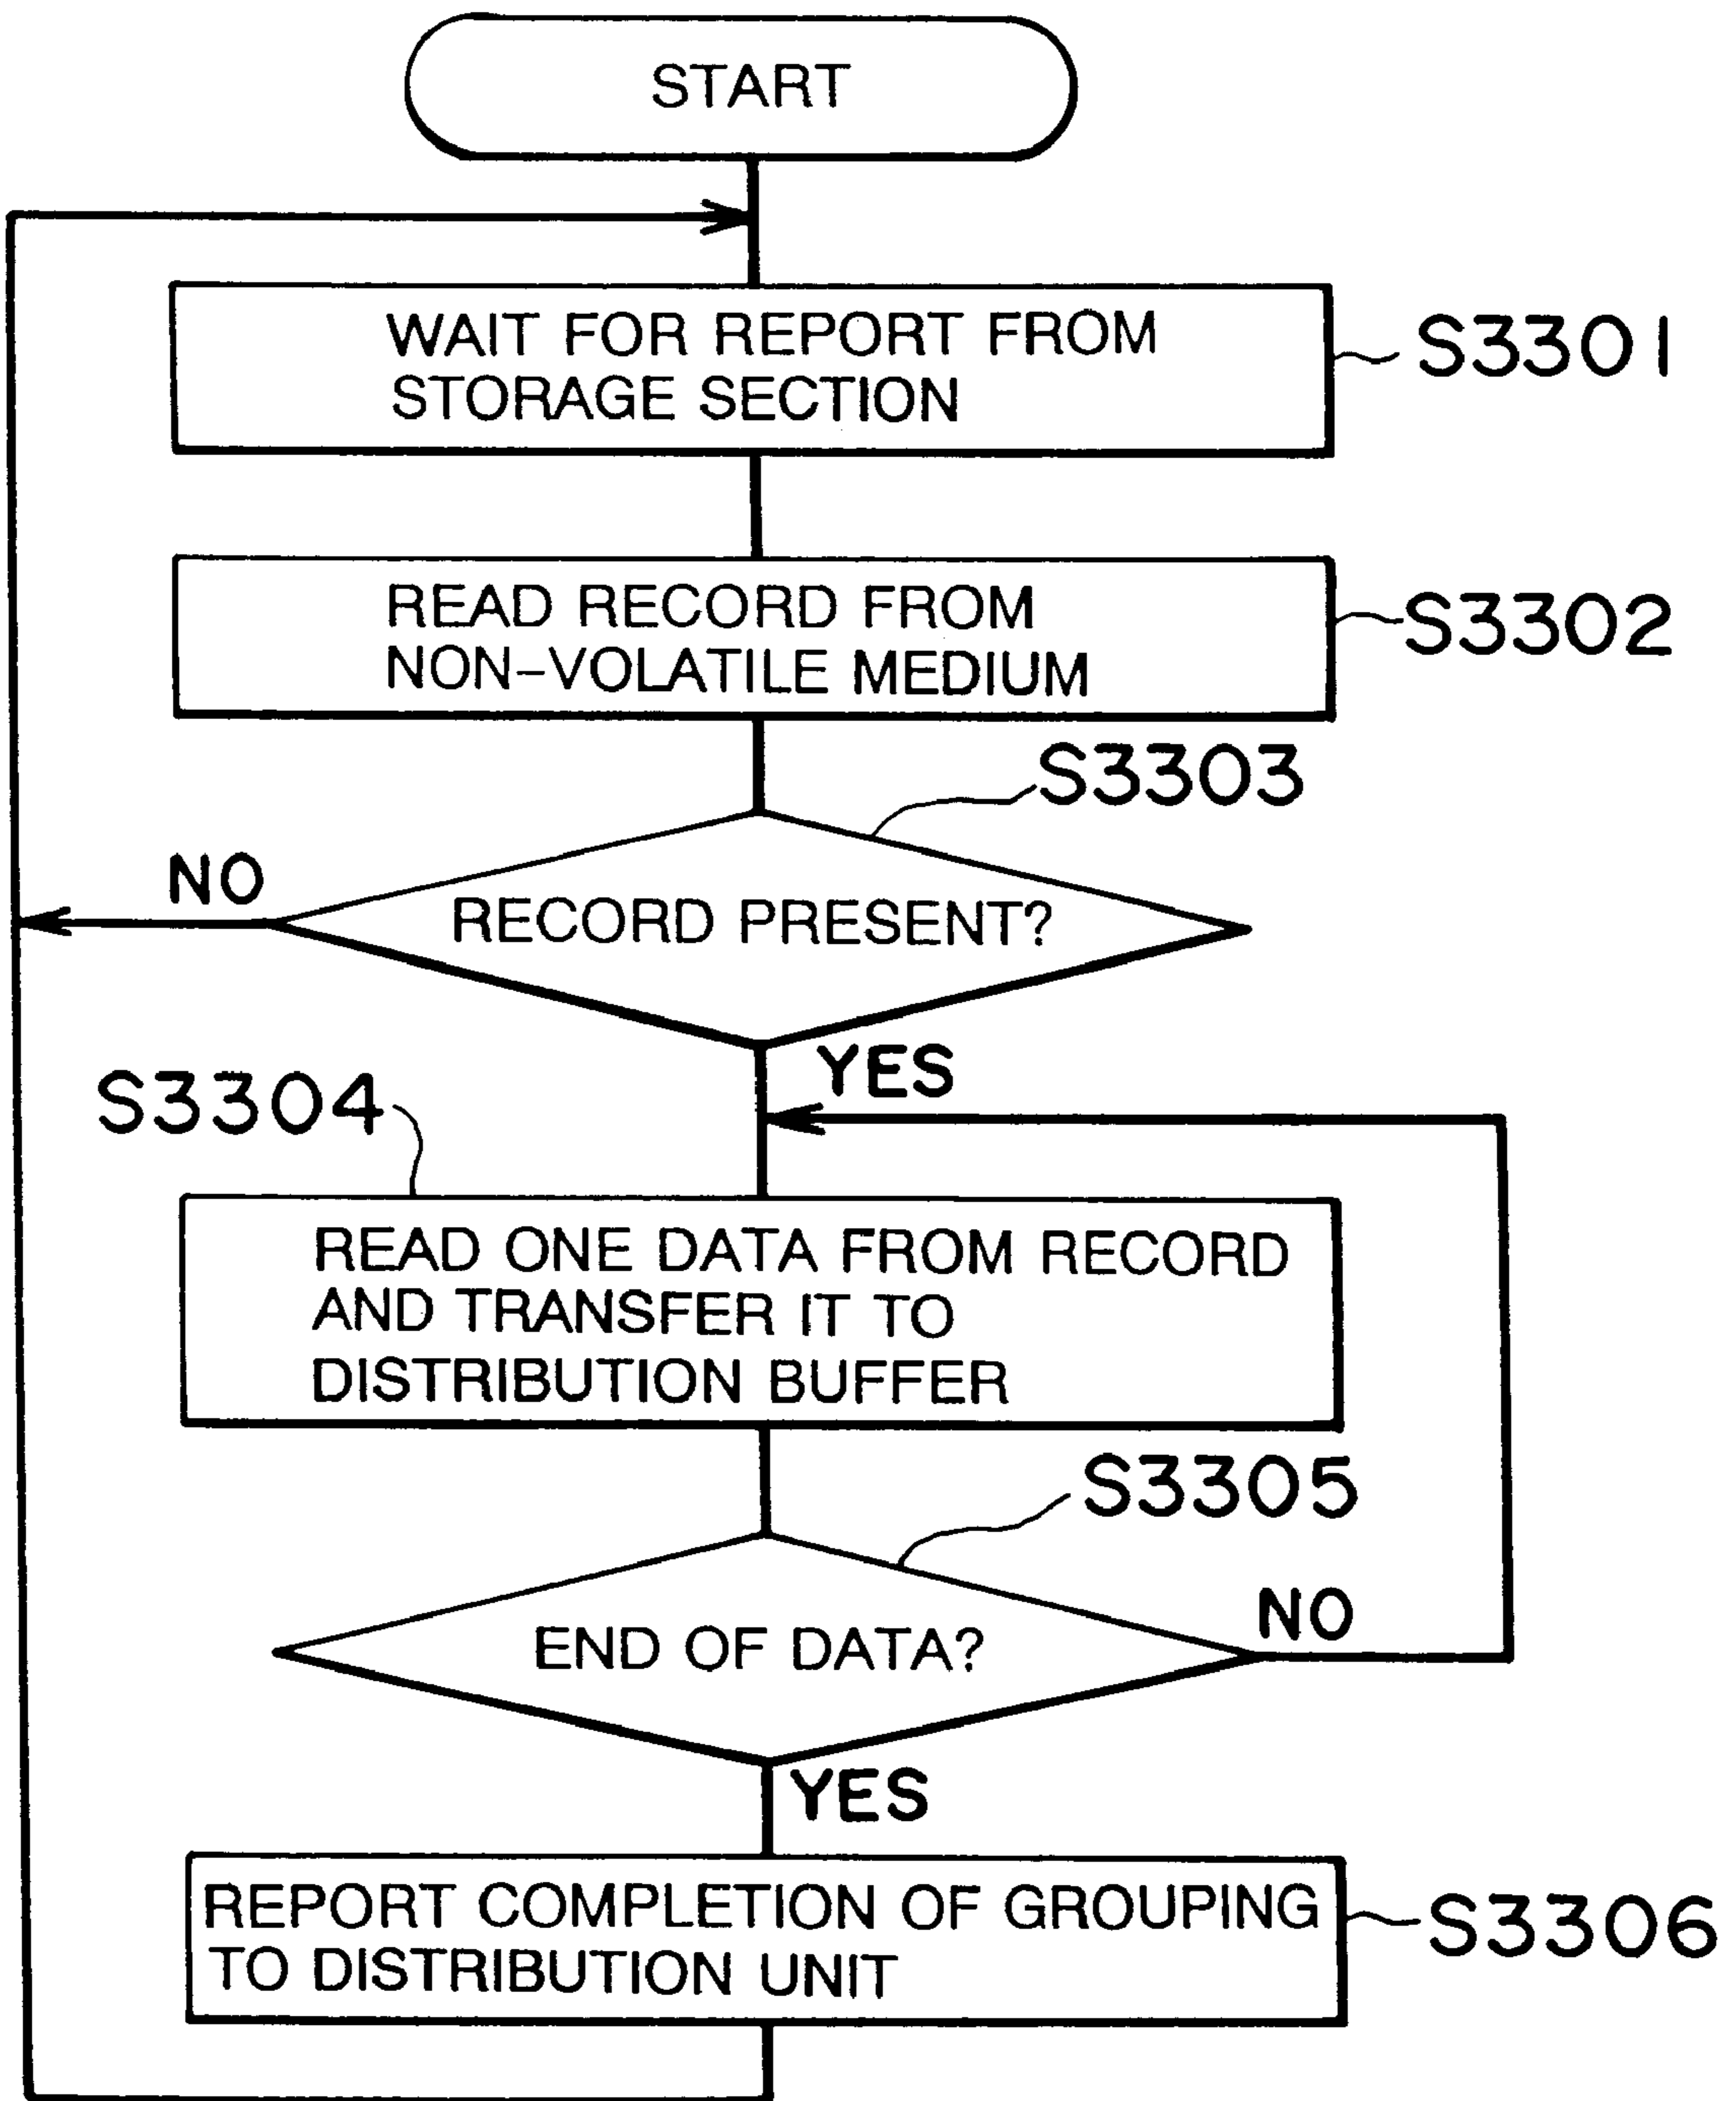 START
WAIT FOR REPORT FROM
STORAGE SECTION
S3301
READ RECORD FROM
NON-VOLATILE MEDIUM
S3302
S3303
NO
RECORD PRESENT?
YES
S3304
READ ONE DATA FROM RECORD
AND TRANSFER IT TO
DISTRIBUTION BUFFER
S3305
NO
END OF DATA?
YES
REPORT COMPLETION OF GROUPING
TO DISTRIBUTION UNIT
S3306